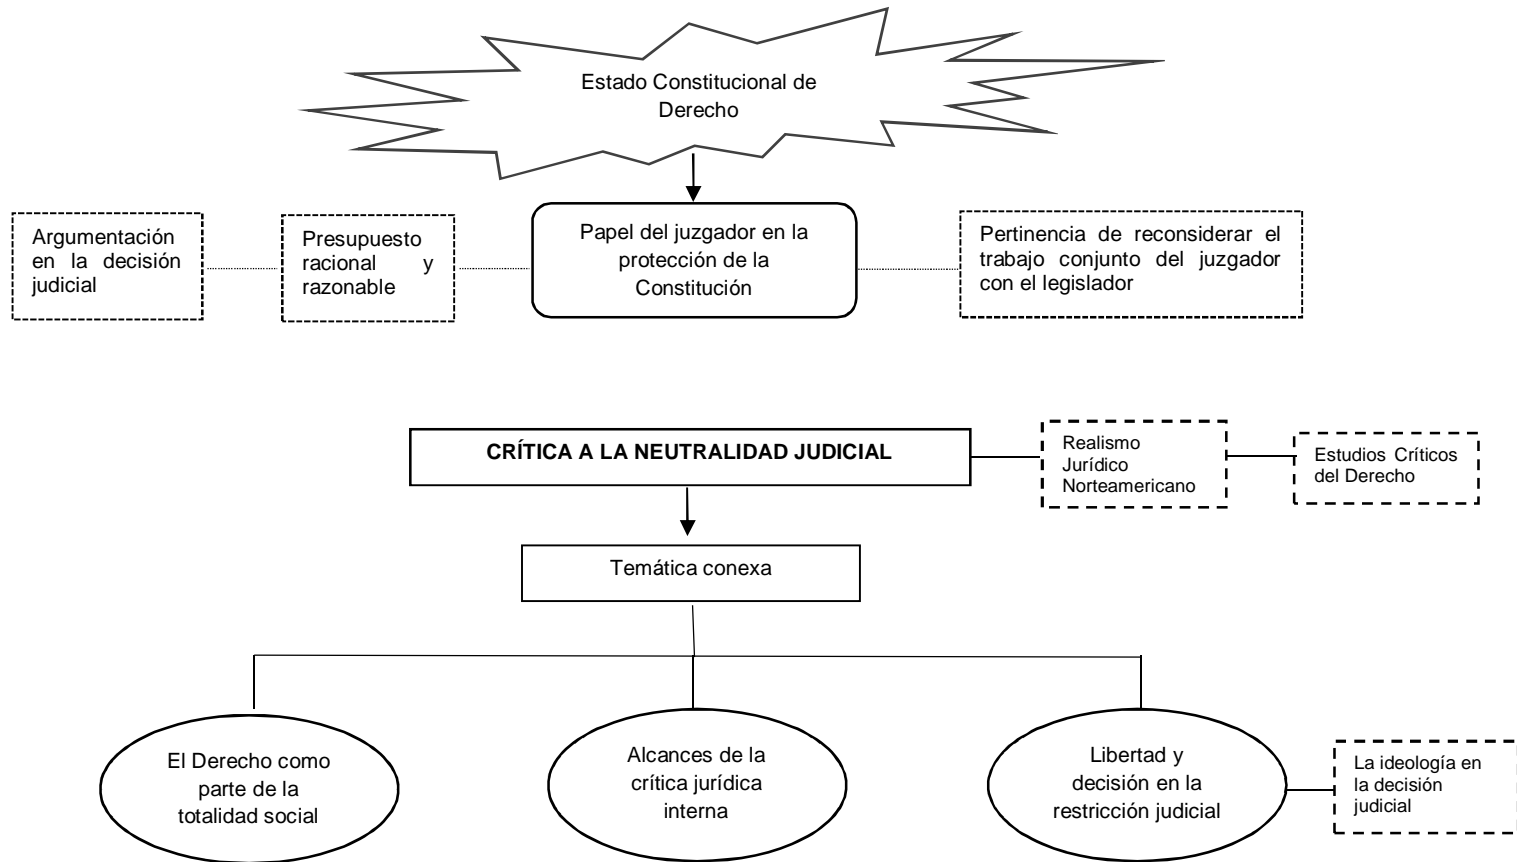 Estado Constitucional de
Derecho
Argumentación
en la decisión
judicial
Presupuesto
racional y
razonable
Papel del juzgador en la
protección de la
Constitución
Pertinencia de reconsiderar el
trabajo conjunto del juzgador
con el legislador
CRÍTICA A LA NEUTRALIDAD JUDICIAL
Realismo
Jurídico
Norteamericano
Estudios Críticos
del Derecho
Temática conexa
El Derecho como
parte de la
totalidad social
Alcances de la
crítica jurídica
interna
Libertad y
decisión en la
restricción judicial
La ideología en
la decisión
judicial